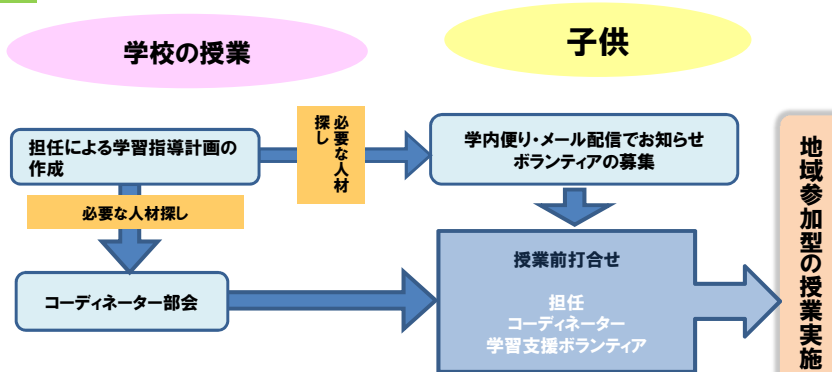 学校の授業
子供
担任による学習指導計画の
作成
必要な人材
探し
学内便り・メール配信でお知らせ
ボランティアの募集
必要な人材探し
コーディネーター部会
授業前打合せ
担任
コーディネーター
学習支援ボランティア
地域参加型の授業実施